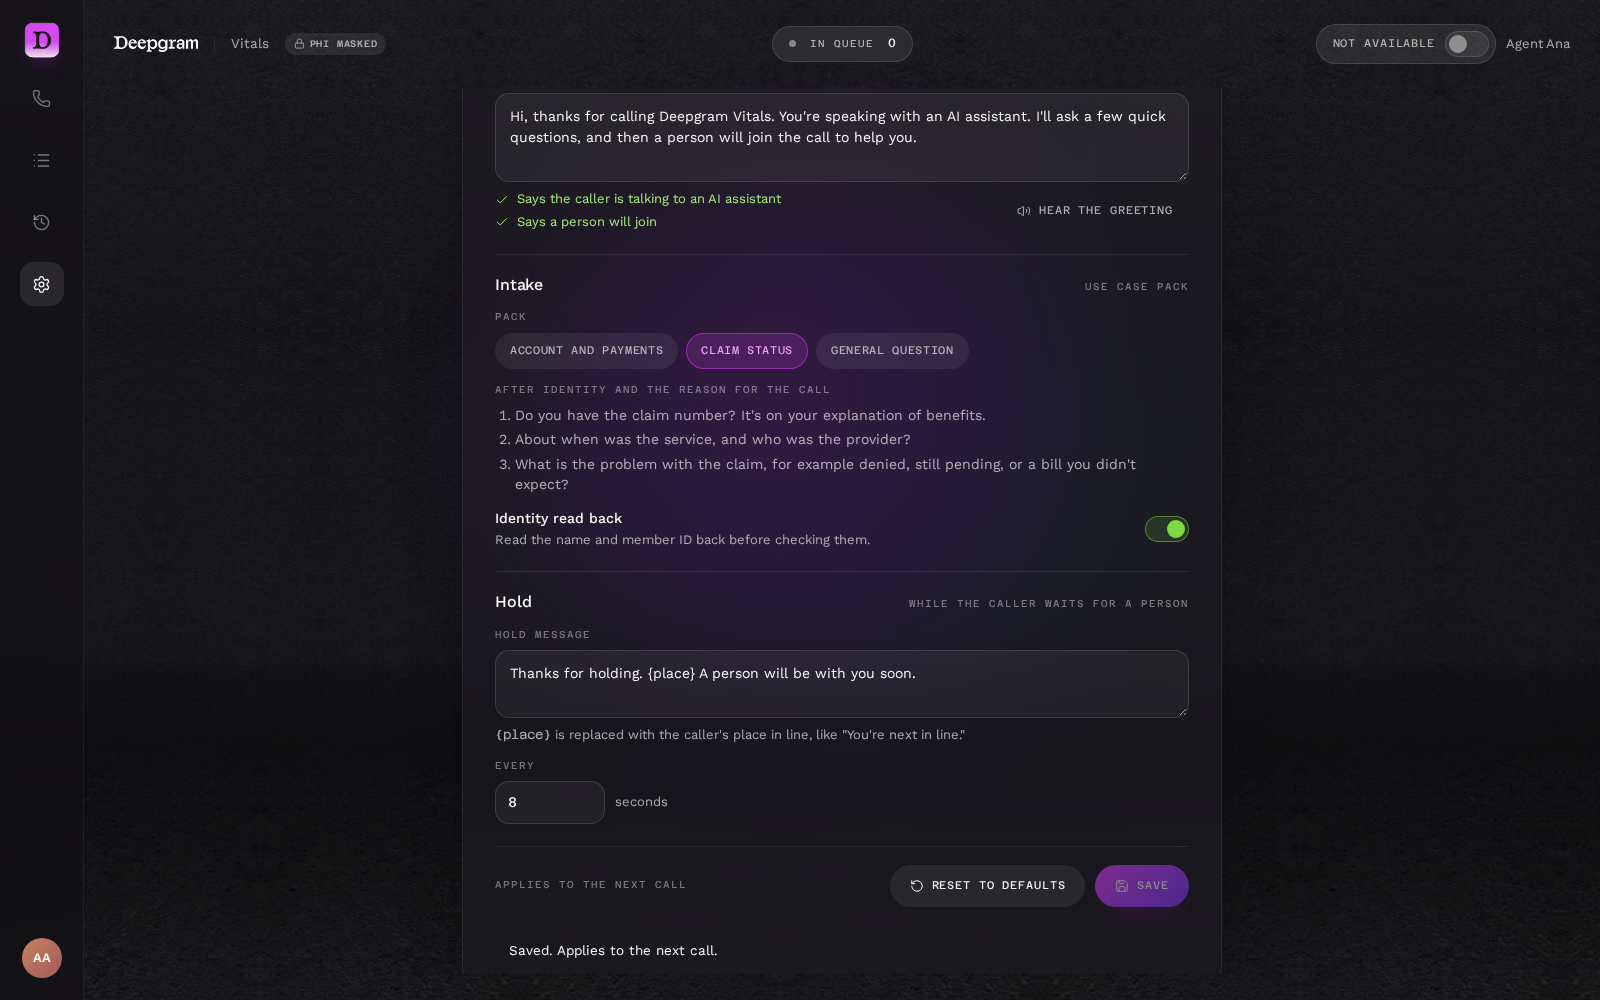 D
Deepgram
Vitals
PHI MASKED
IN QUEUE 0
NOT AVAILABLE
Agent Ana
Hi, thanks for calling Deepgram Vitals. You're speaking with an AI assistant. I'll ask a few quick
questions, and then a person will join the call to help you.
Says the caller is talking to an AI assistant
Says a person will join
HEAR THE GREETING
Intake
USE CASE PACK
PACK
ACCOUNT AND PAYMENTS
CLAIM STATUS
GENERAL QUESTION
AFTER IDENTITY AND THE REASON FOR THE CALL
1. Do you have the claim number? It's on your explanation of benefits.
2. About when was the service, and who was the provider?
3. What is the problem with the claim, for example denied, still pending, or a bill you didn't
expect?
Identity read back
Read the name and member ID back before checking them.
Hold
WHILE THE CALLER WAITS FOR A PERSON
HOLD MESSAGE
Thanks for holding. {place} A person will be with you soon.
{place} is replaced with the caller's place in line, like "You're next in line."
EVERY
8 seconds
APPLIES TO THE NEXT CALL
RESET TO DEFAULTS
SAVE
Saved. Applies to the next call.
AA